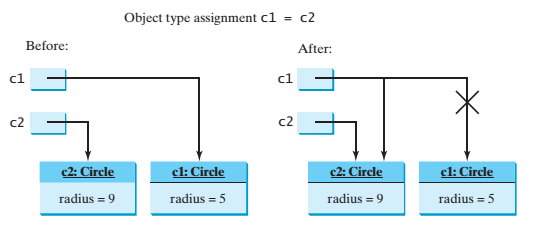 Object type assignment c1 = c2
Before:
After:
c1
c1
c2
c2
c2: Circle
c1: Circle
c2: Circle
c1: Circle
radius = 9
radius = 5
radius = 9
radius = 5